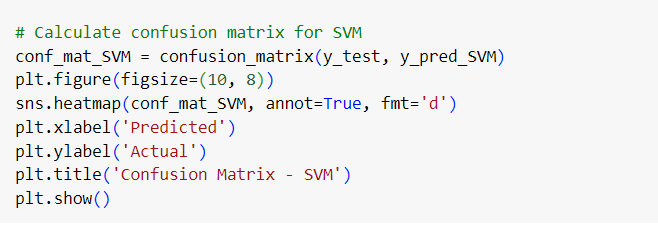 # Calculate confusion matrix for SVM
conf_mat_SVM = confusion_matrix(y_test, y_pred_SVM)
plt.figure(figsize=(10, 8))
sns.heatmap(conf_mat_SVM, annot=True, fmt='d')
plt.xlabel('Predicted')
plt.ylabel('Actual')
plt.title('Confusion Matrix - SVM')
plt.show()